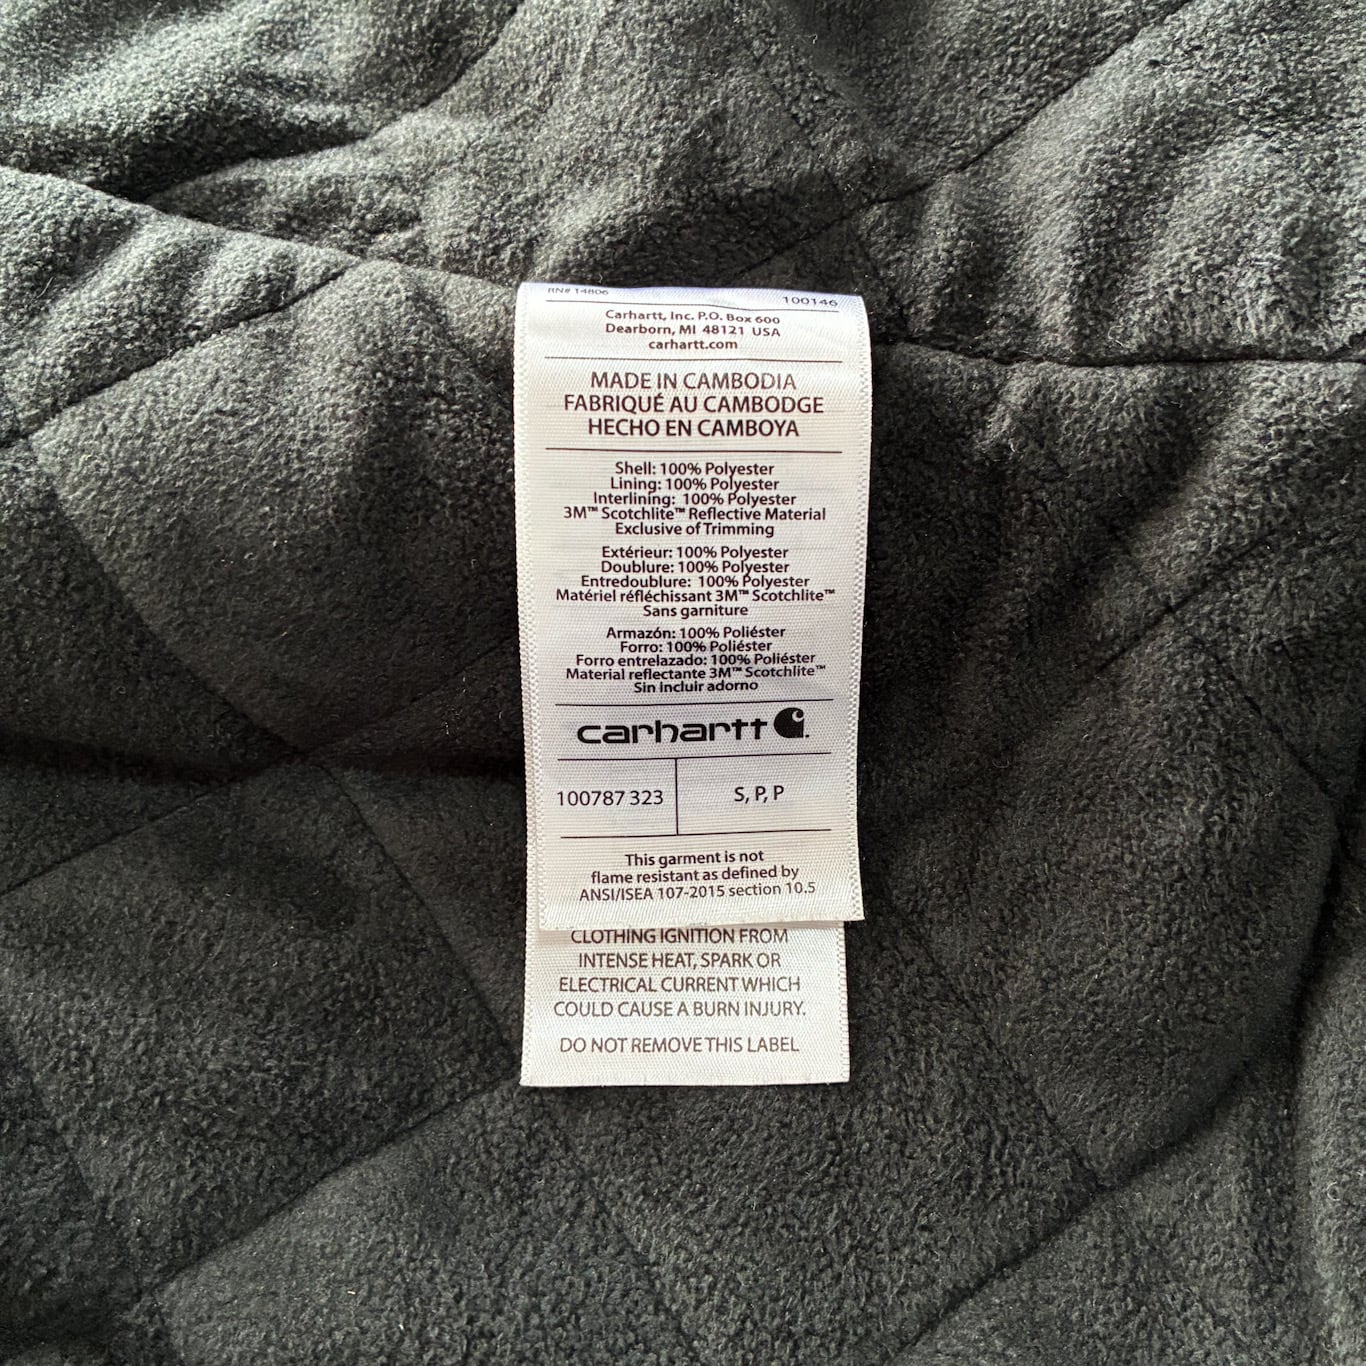 RN# 14806 100146
Carhartt, Inc. P.O. Box 600
Dearborn, MI 48121 USA
carhartt.com
MADE IN CAMBODIA
FABRIQUÉ AU CAMBODGE
HECHO EN CAMBOYA
Shell: 100% Polyester
Lining: 100% Polyester
Interlining: 100% Polyester
3M™ Scotchlite™ Reflective Material
Exclusive of Trimming
Extérieur: 100% Polyester
Doublure: 100% Polyester
Entredoublure: 100% Polyester
Matériel réfléchissant 3M™ Scotchlite™
Sans garniture
Armazón: 100% Poliéster
Forro: 100% Poliéster
Forro entrelazado: 100% Poliéster
Material reflectante 3M™ Scotchlite™
Sin Incluir adorno
carhartt
100787 323 S, P, P
This garment is not
flame resistant as defined by
ANSI/ISEA 107-2015 section 10.5
CLOTHING IGNITION FROM
INTENSE HEAT, SPARK OR
ELECTRICAL CURRENT WHICH
COULD CAUSE A BURN INJURY.
DO NOT REMOVE THIS LABEL